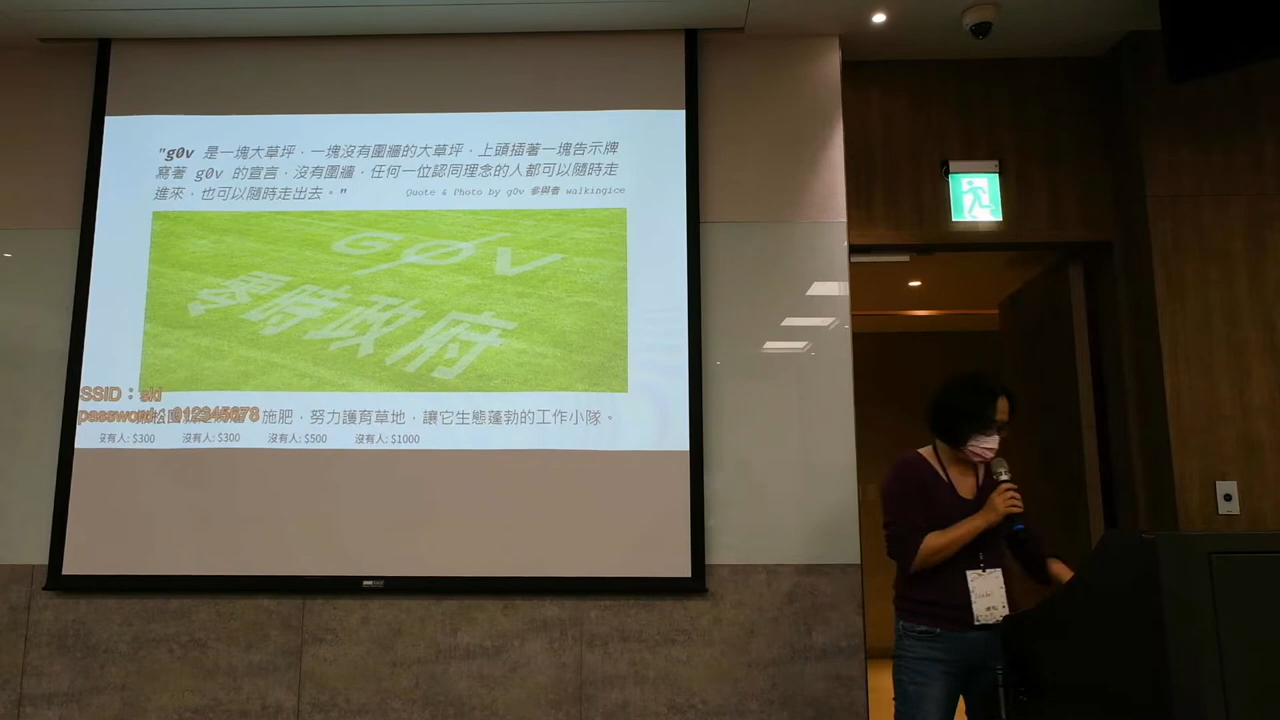 "g0v 是一塊大草坪，一塊沒有圍牆的大草坪，上頭插著一塊告示牌
寫著 g0v 的宣言，沒有圍牆，任何一位認同理念的人都可以隨時走
進來，也可以隨時走出去。"
Quote & Photo by g0v 參與者 walkingice
G0V
零時政府
SSID：ski
password：012345678
施肥，努力護育草地，讓它生態蓬勃的工作小隊。
沒有人: $300 沒有人: $300 沒有人: $500 沒有人: $1000